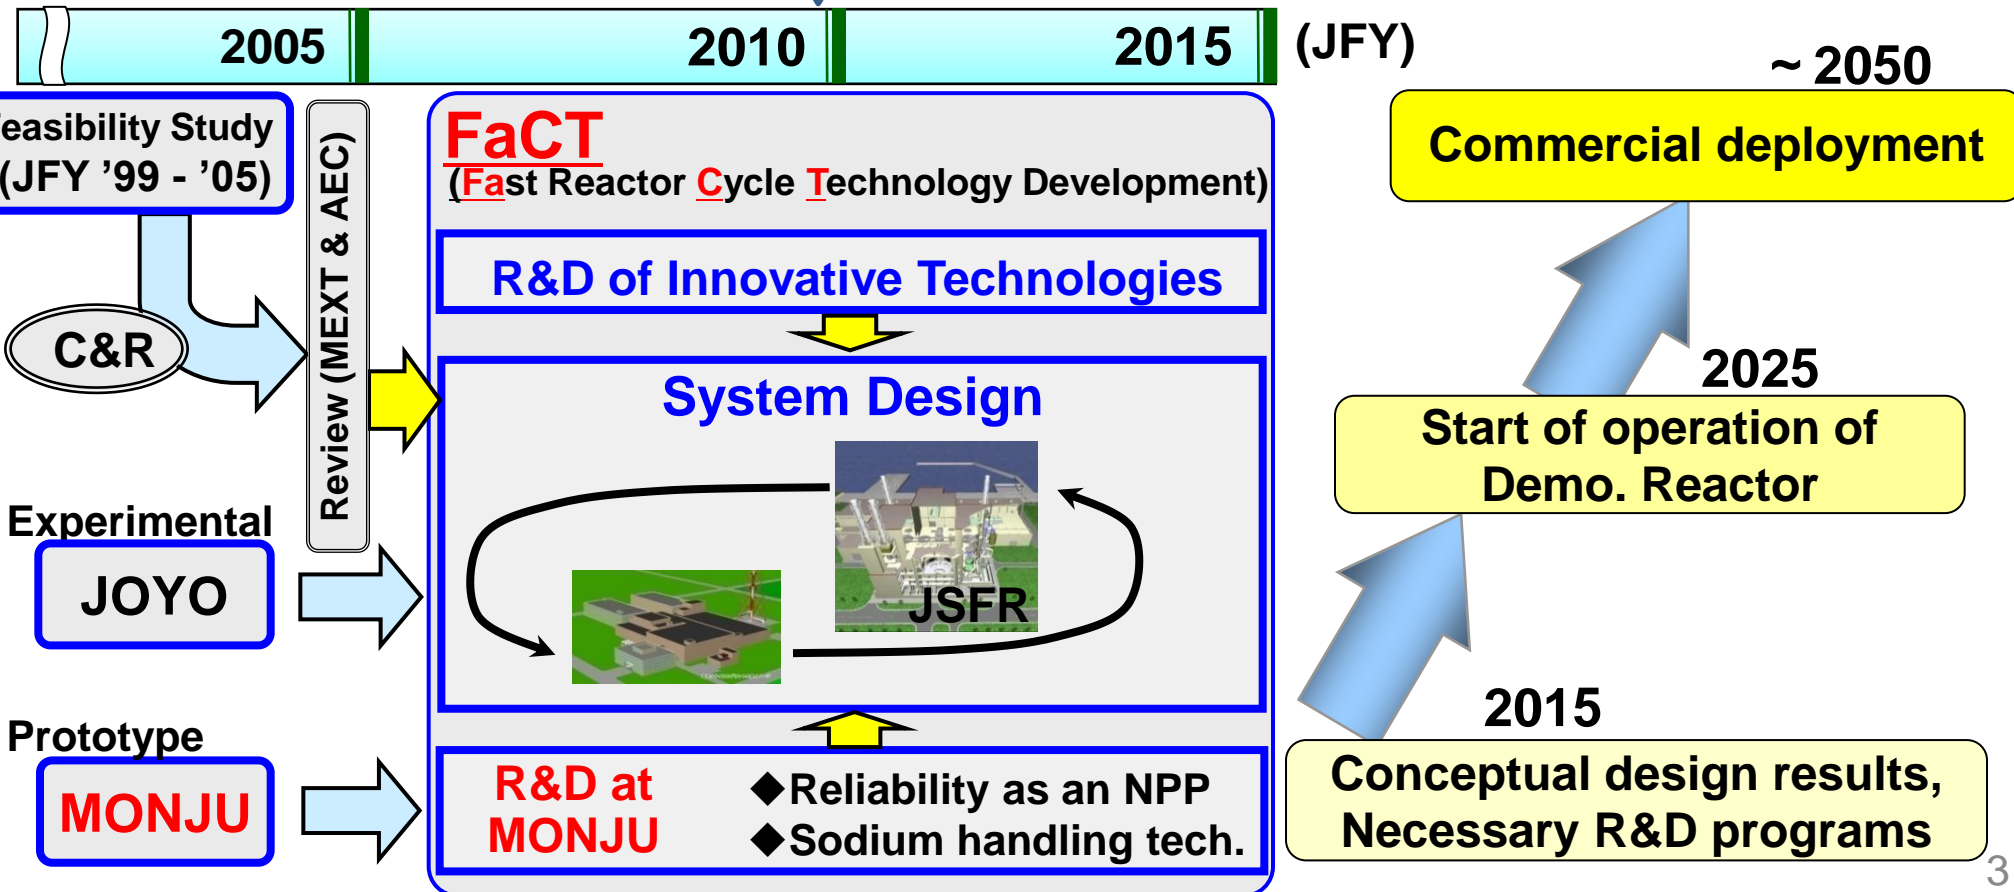 2005
2010
2015
(JFY)
~ 2050
easibility Study
(JFY ’99 - ’05)
C&R
Review (MEXT & AEC)
Experimental
JOYO
Prototype
MONJU
FaCT
(Fast Reactor Cycle Technology Development)
R&D of Innovative Technologies
System Design
JSFR
R&D at
MONJU
◆Reliability as an NPP
◆Sodium handling tech.
Commercial deployment
2025
Start of operation of
Demo. Reactor
2015
Conceptual design results,
Necessary R&D programs
3